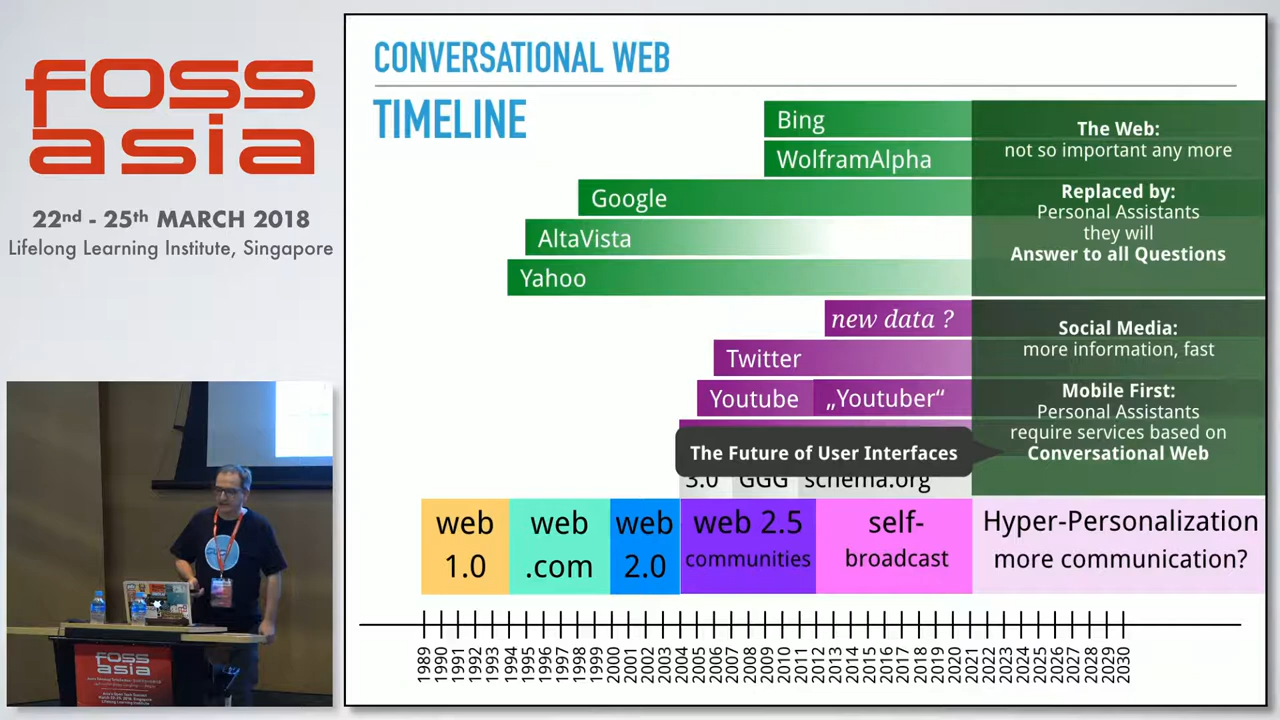 foss
asia
22nd - 25th MARCH 2018
Lifelong Learning Institute, Singapore
foss
asia
CONVERSATIONAL WEB
TIMELINE
Bing
WolframAlpha
Google
AltaVista
Yahoo
new data ?
Twitter
Youtube „Youtuber“
The Future of User Interfaces
3.0 GGG schema.org
The Web:
not so important any more
Replaced by:
Personal Assistants
they will
Answer to all Questions
Social Media:
more information, fast
Mobile First:
Personal Assistants
require services based on
Conversational Web
web
1.0
web
.com
web
2.0
web 2.5
communities
self-
broadcast
Hyper-Personalization
more communication?
1989 1990 1991 1992 1993 1994 1995 1996 1997 1998 1999 2000 2001 2002 2003 2004 2005 2006 2007 2008 2009 2010 2011 2012 2013 2014 2015 2016 2017 2018 2019 2020 2021 2022 2023 2024 2025 2026 2027 2028 2029 2030